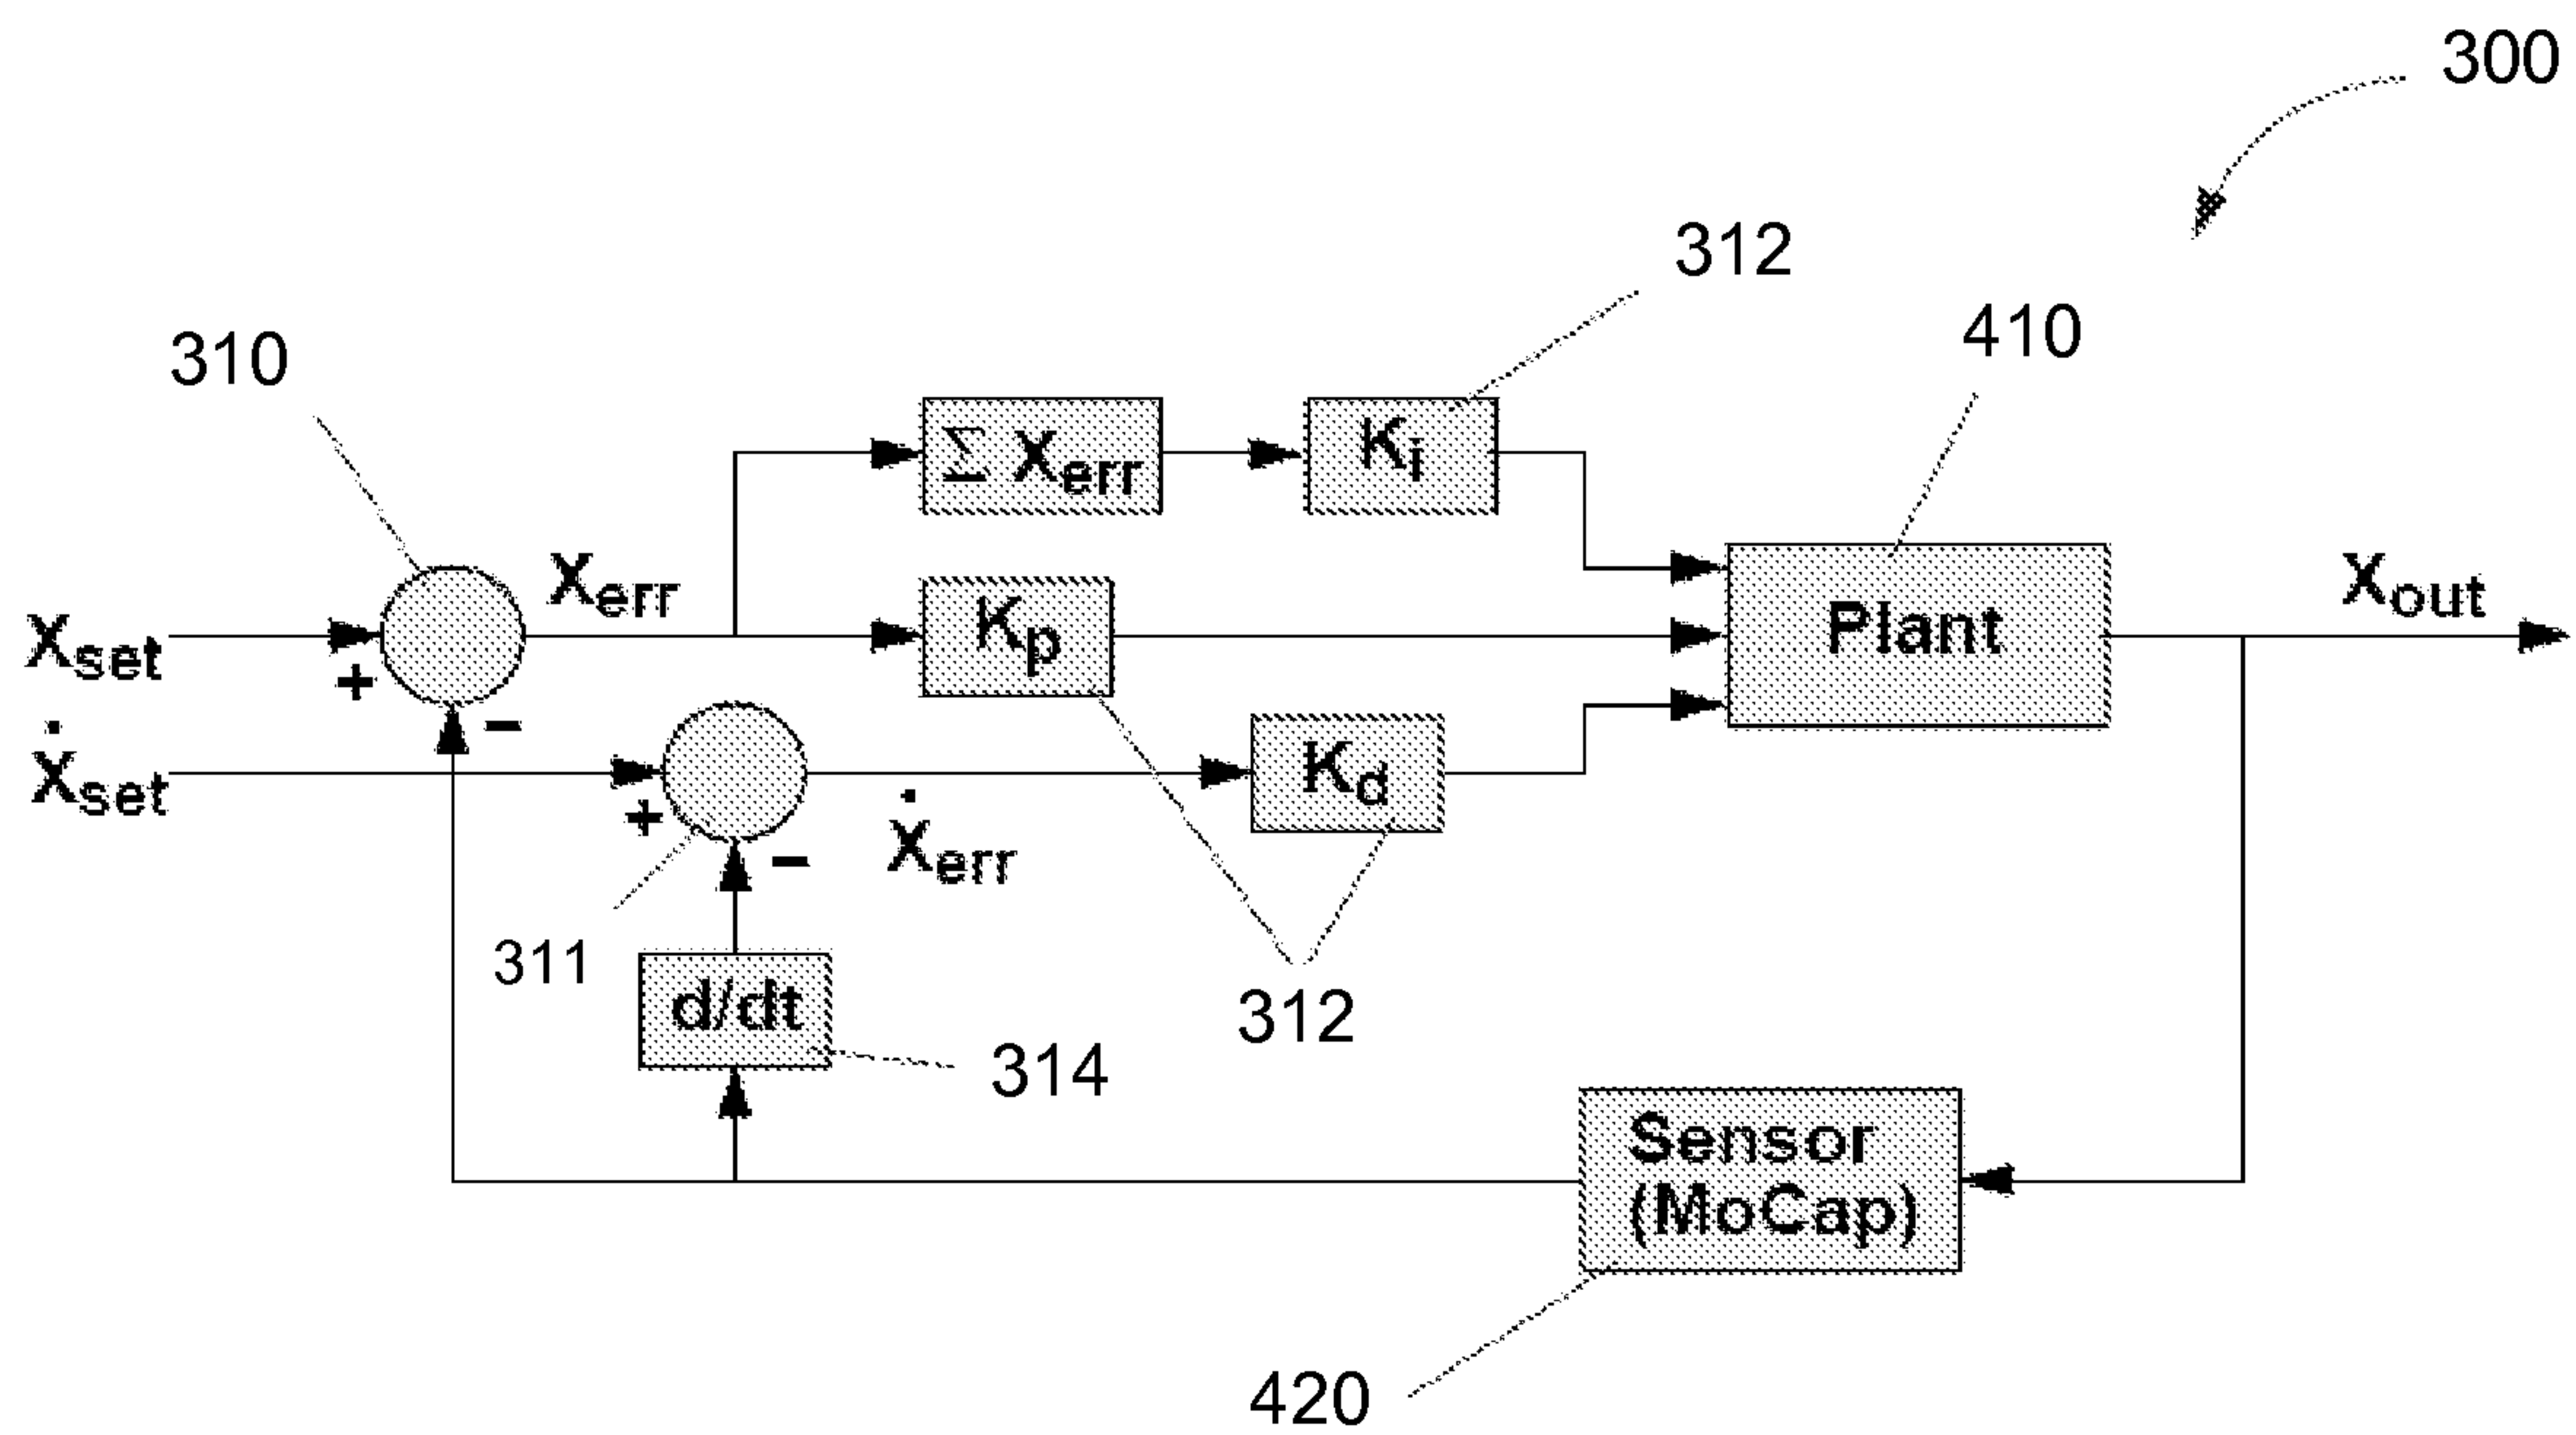 300
312
410
310
Σ Xerr
Ki
Xerr
Kp
Plant
Xout
Xset
+
−
Ẋset
Kd
+
−
Ẋerr
311
d/dt
312
314
Sensor
(MoCap)
420